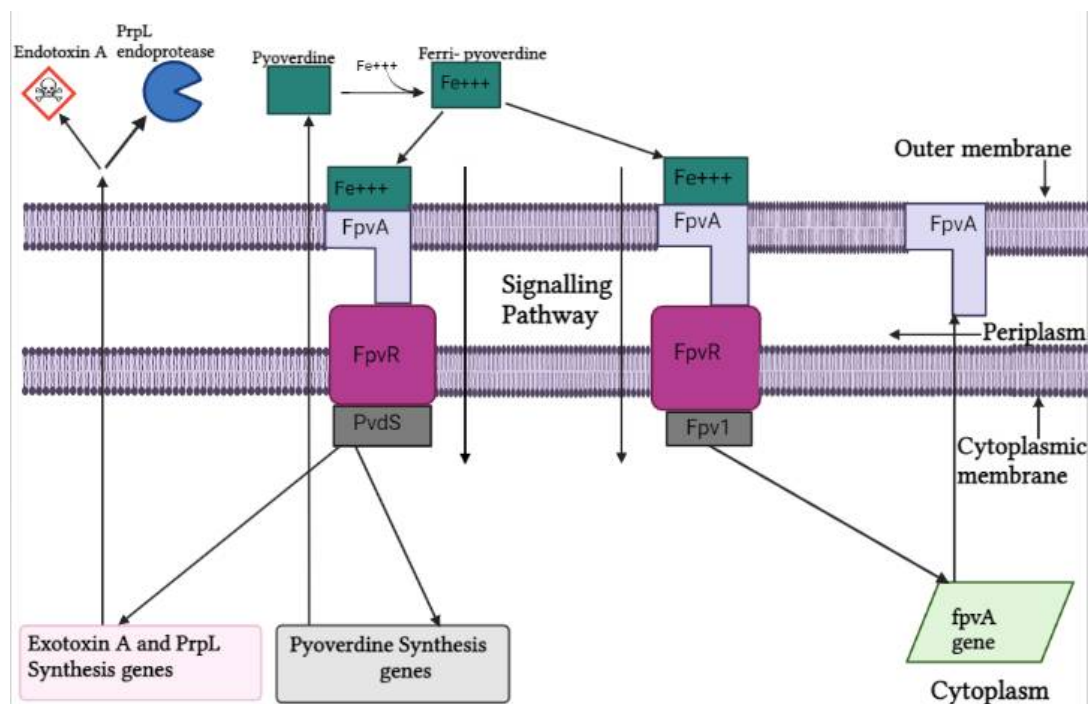 PrpL
Endotoxin A endoprotease
Pyoverdine
Fe+++
Ferri- pyoverdine
Fe+++
Outer membrane
Fe+++
Fe+++
FpvA
FpvA
FpvA
Signalling
Pathway
Periplasm
FpvR
FpvR
PvdS
Fpv1
Cytoplasmic
membrane
Exotoxin A and PrpL
Synthesis genes
Pyoverdine Synthesis
genes
fpvA
gene
Cytoplasm